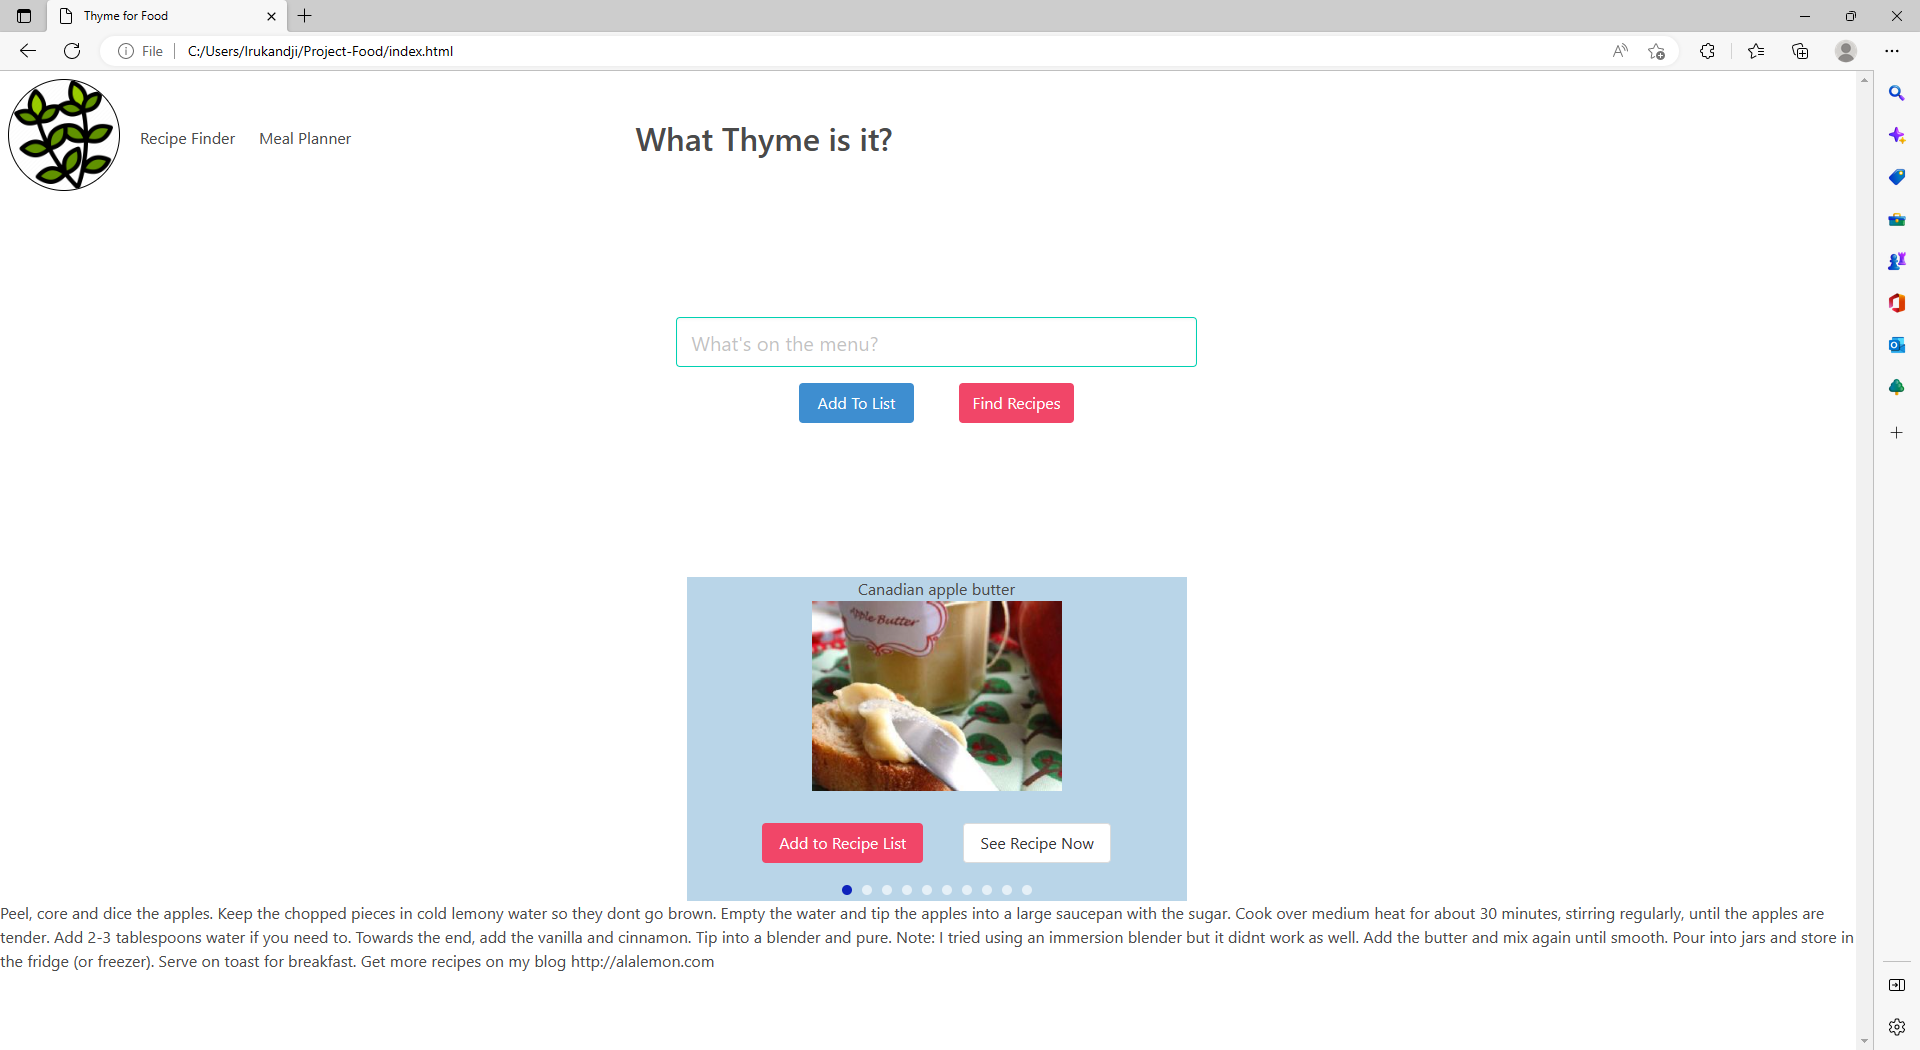 Thyme for Food
File
C:/Users/Irukandji/Project-Food/index.html
Recipe Finder
Meal Planner
What Thyme is it?
What's on the menu?
Add To List
Find Recipes
Canadian apple butter
Apple Butter
Add to Recipe List
See Recipe Now
Peel, core and dice the apples. Keep the chopped pieces in cold lemony water so they dont go brown. Empty the water and tip the apples into a large saucepan with the sugar. Cook over medium heat for about 30 minutes, stirring regularly, until the apples are
tender. Add 2-3 tablespoons water if you need to. Towards the end, add the vanilla and cinnamon. Tip into a blender and pure. Note: I tried using an immersion blender but it didnt work as well. Add the butter and mix again until smooth. Pour into jars and store in
the fridge (or freezer). Serve on toast for breakfast. Get more recipes on my blog http://alalemon.com